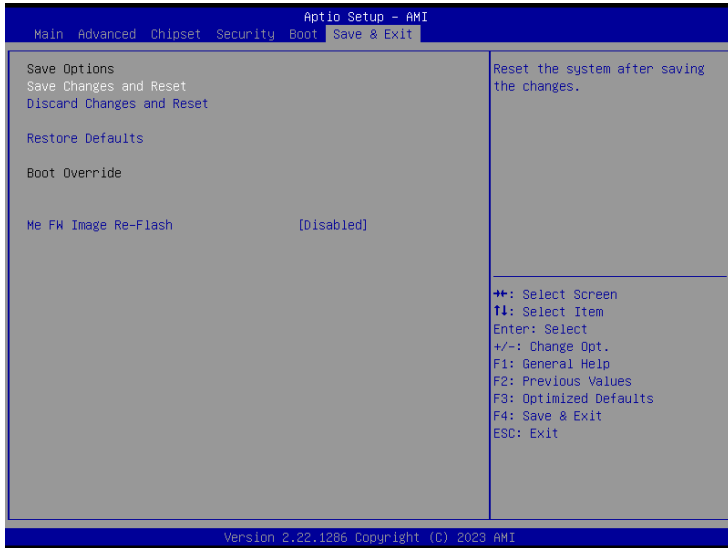 Aptio Setup - AMI
Main Advanced Chipset Security Boot Save & Exit
Save Options
Save Changes and Reset
Discard Changes and Reset
Restore Defaults
Boot Override
Me FW Image Re-Flash [Disabled]
Reset the system after saving
the changes.
→←: Select Screen
↑↓: Select Item
Enter: Select
+/-: Change Opt.
F1: General Help
F2: Previous Values
F3: Optimized Defaults
F4: Save & Exit
ESC: Exit
Version 2.22.1286 Copyright (C) 2023 AMI